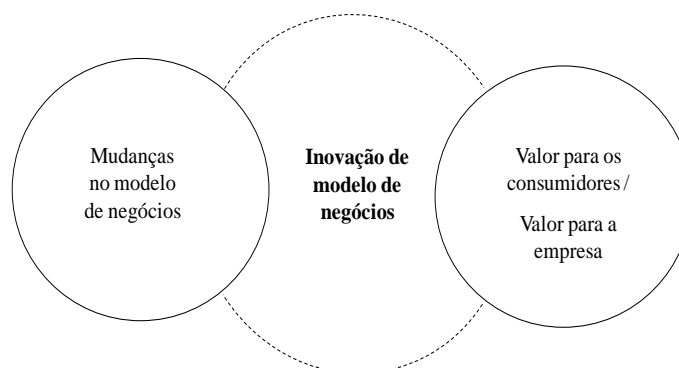 Mudanças
no modelo
de negócios
Inovação de
modelo de
negócios
Valor para os
consumidores /
Valor para a
empresa